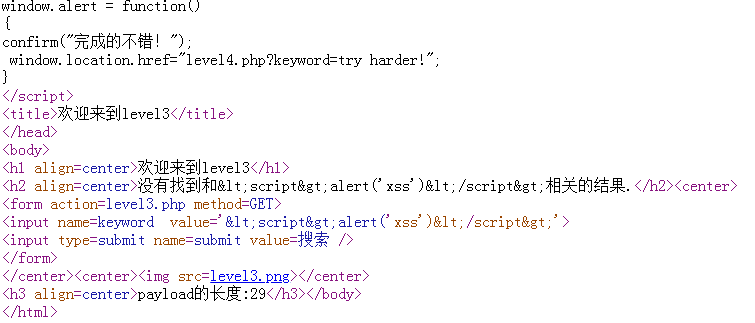 window.alert = function()
{
confirm("完成的不错！");
 window.location.href="level4.php?keyword=try harder!";
}
</script>
<title>欢迎来到level3</title>
</head>
<body>
<h1 align=center>欢迎来到level3</h1>
<h2 align=center>没有找到和&lt;script&gt;alert('xss')&lt;/script&gt;相关的结果.</h2><center>
<form action=level3.php method=GET>
<input name=keyword  value='&lt;script&gt;alert('xss')&lt;/script&gt;'>
<input type=submit name=submit value=搜索 />
</form>
</center><center><img src=level3.png></center>
<h3 align=center>payload的长度:29</h3></body>
</html>